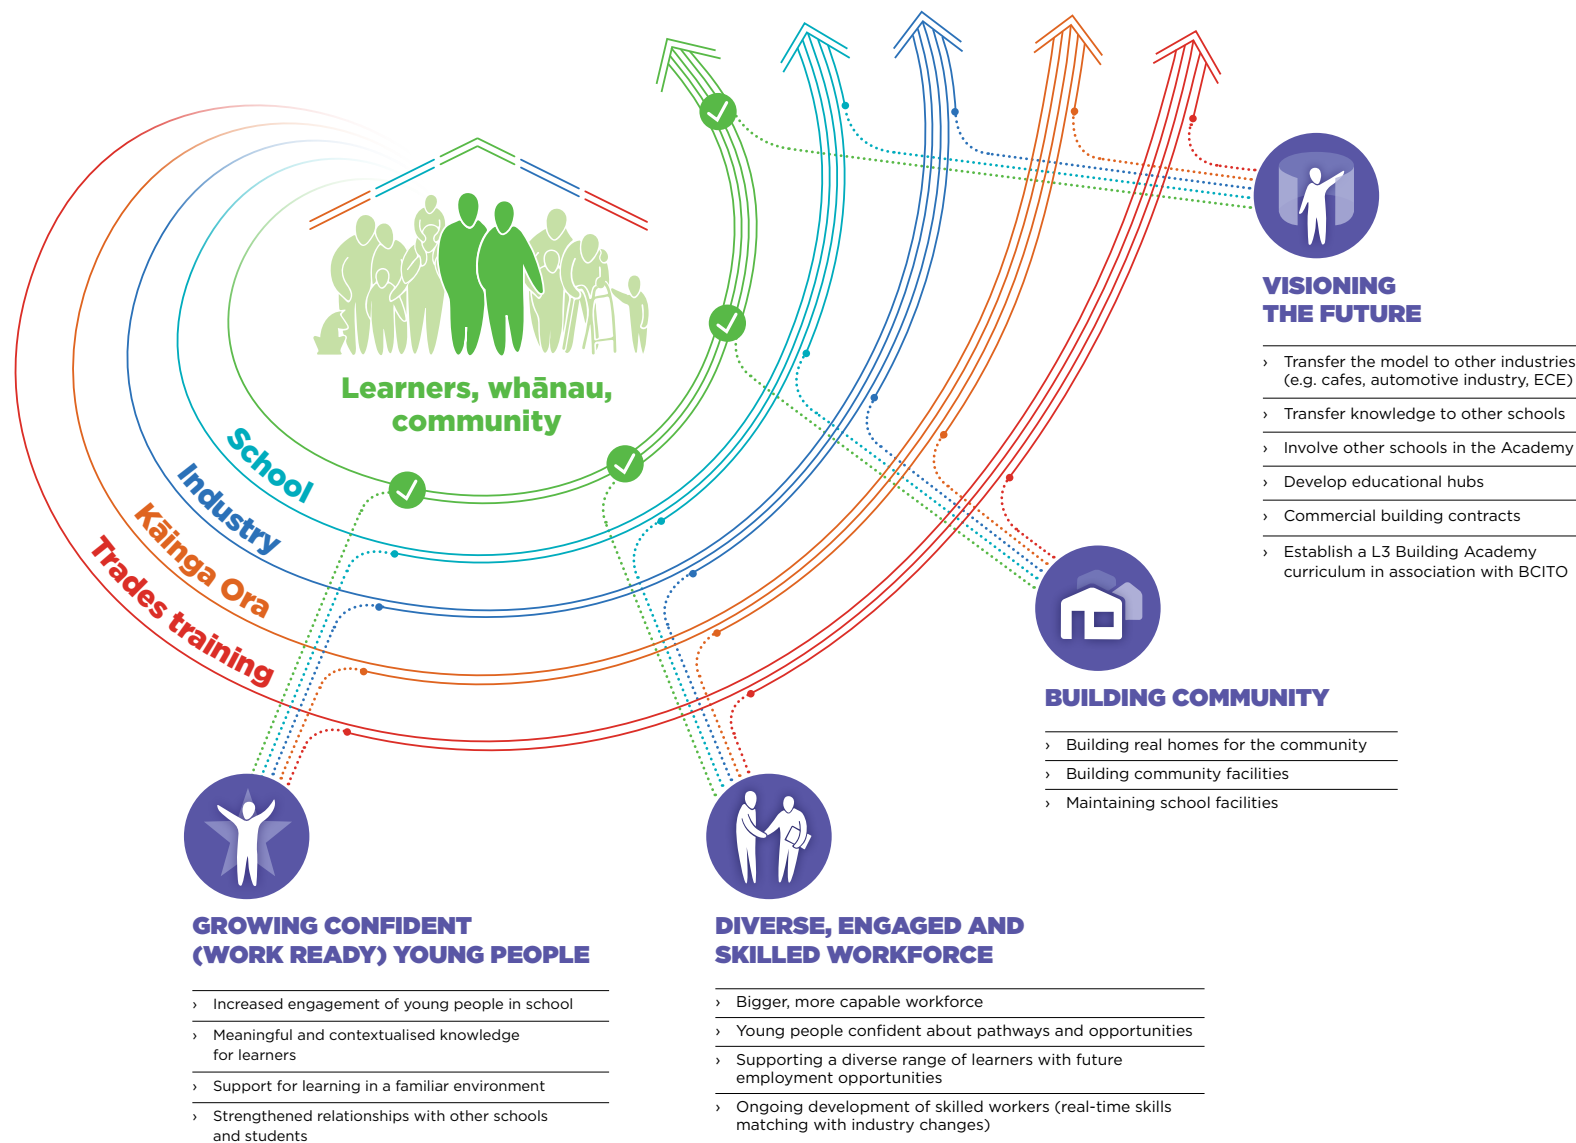 Learners, whānau,
community
School
Industry
Kāinga Ora
Trades training
VISIONING
THE FUTURE
› Transfer the model to other industries
(e.g. cafes, automotive industry, ECE)
› Transfer knowledge to other schools
› Involve other schools in the Academy
› Develop educational hubs
› Commercial building contracts
› Establish a L3 Building Academy
curriculum in association with BCITO
BUILDING COMMUNITY
› Building real homes for the community
› Building community facilities
› Maintaining school facilities
GROWING CONFIDENT
(WORK READY) YOUNG PEOPLE
› Increased engagement of young people in school
› Meaningful and contextualised knowledge
for learners
› Support for learning in a familiar environment
› Strengthened relationships with other schools
and students
DIVERSE, ENGAGED AND
SKILLED WORKFORCE
› Bigger, more capable workforce
› Young people confident about pathways and opportunities
› Supporting a diverse range of learners with future
employment opportunities
› Ongoing development of skilled workers (real-time skills
matching with industry changes)